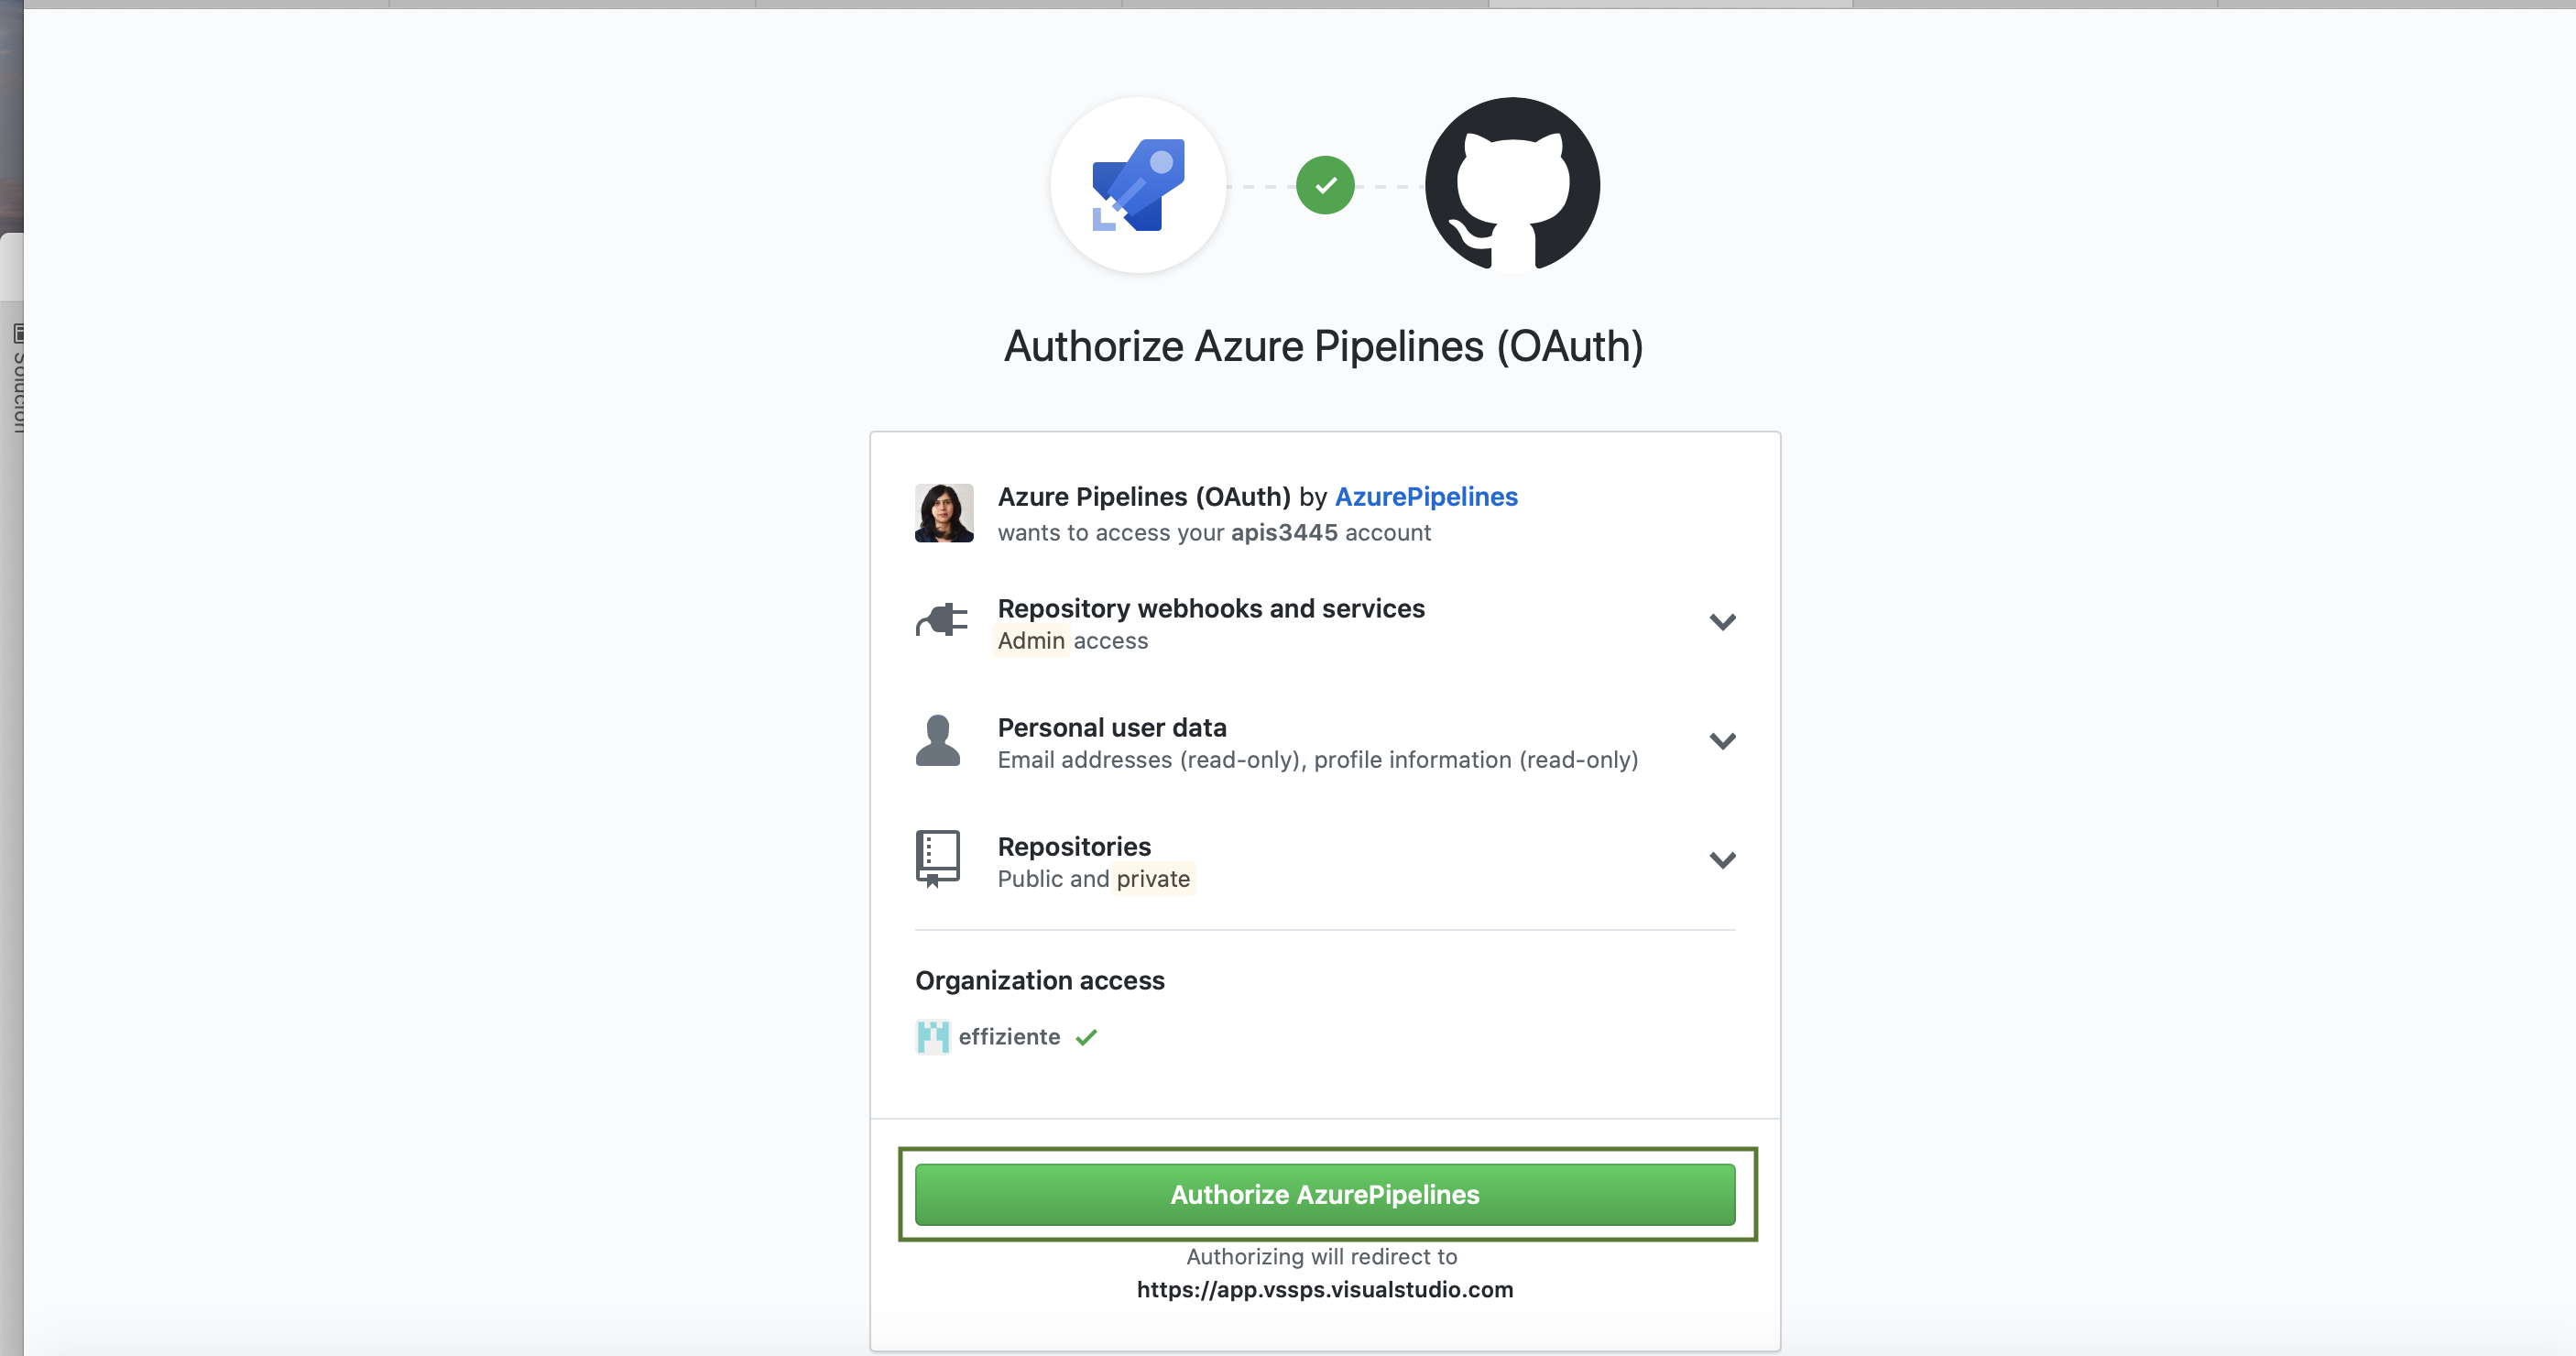 Solución
Authorize Azure Pipelines (OAuth)
Azure Pipelines (OAuth) by AzurePipelines
wants to access your apis3445 account
Repository webhooks and services
Admin access
Personal user data
Email addresses (read-only), profile information (read-only)
Repositories
Public and private
Organization access
effiziente
Authorize AzurePipelines
Authorizing will redirect to
https://app.vssps.visualstudio.com